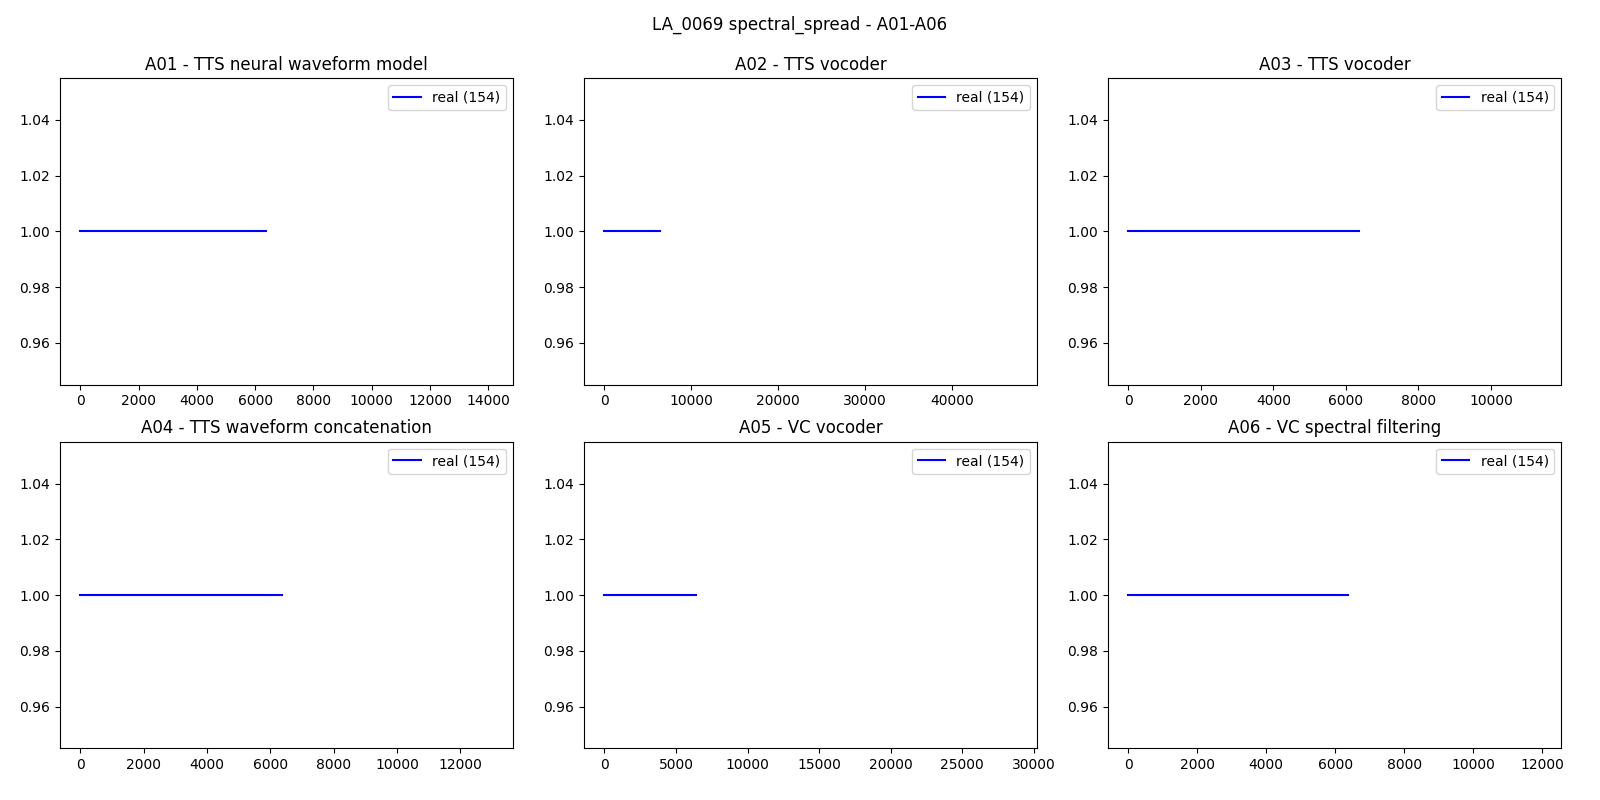 LA_0069 spectral_spread - A01-A06
A01 - TTS neural waveform model
real (154)
1.04
1.02
1.00
0.98
0.96
0 2000 4000 6000 8000 10000 12000 14000
A02 - TTS vocoder
real (154)
1.04
1.02
1.00
0.98
0.96
0 10000 20000 30000 40000
A03 - TTS vocoder
real (154)
1.04
1.02
1.00
0.98
0.96
0 2000 4000 6000 8000 10000
A04 - TTS waveform concatenation
real (154)
1.04
1.02
1.00
0.98
0.96
0 2000 4000 6000 8000 10000 12000
A05 - VC vocoder
real (154)
1.04
1.02
1.00
0.98
0.96
0 5000 10000 15000 20000 25000 30000
A06 - VC spectral filtering
real (154)
1.04
1.02
1.00
0.98
0.96
0 2000 4000 6000 8000 10000 12000